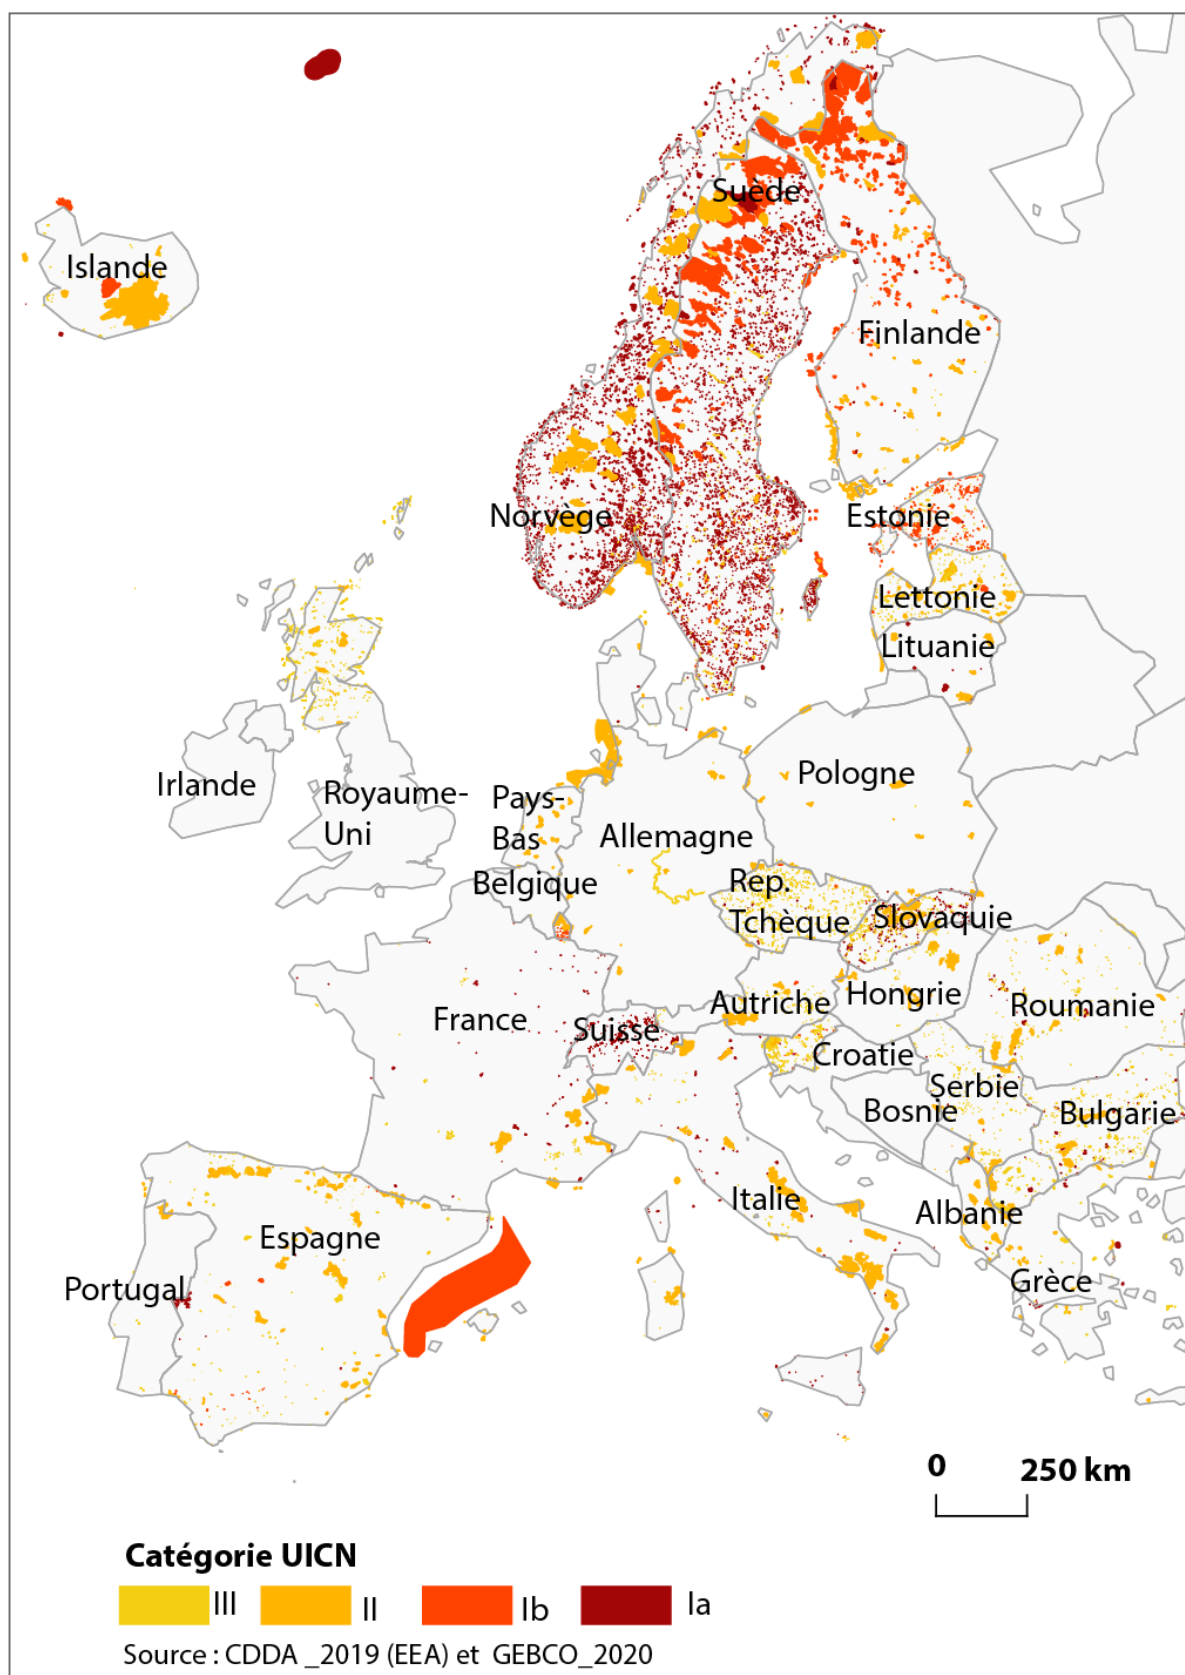 Suède
Islande
Finlande
Norvège
Estonie
Lettonie
Lituanie
Irlande
Royaume-
Uni
Pays-
Bas
Pologne
Allemagne
Belgique
Rep.
Tchèque
Slovaquie
France
Suisse
Autriche
Hongrie
Roumanie
Croatie
Serbie
Bosnie
Bulgarie
Italie
Albanie
Espagne
Portugal
Grèce
0 250 km
Catégorie UICN
III II Ib Ia
Source : CDDA _2019 (EEA) et GEBCO_2020